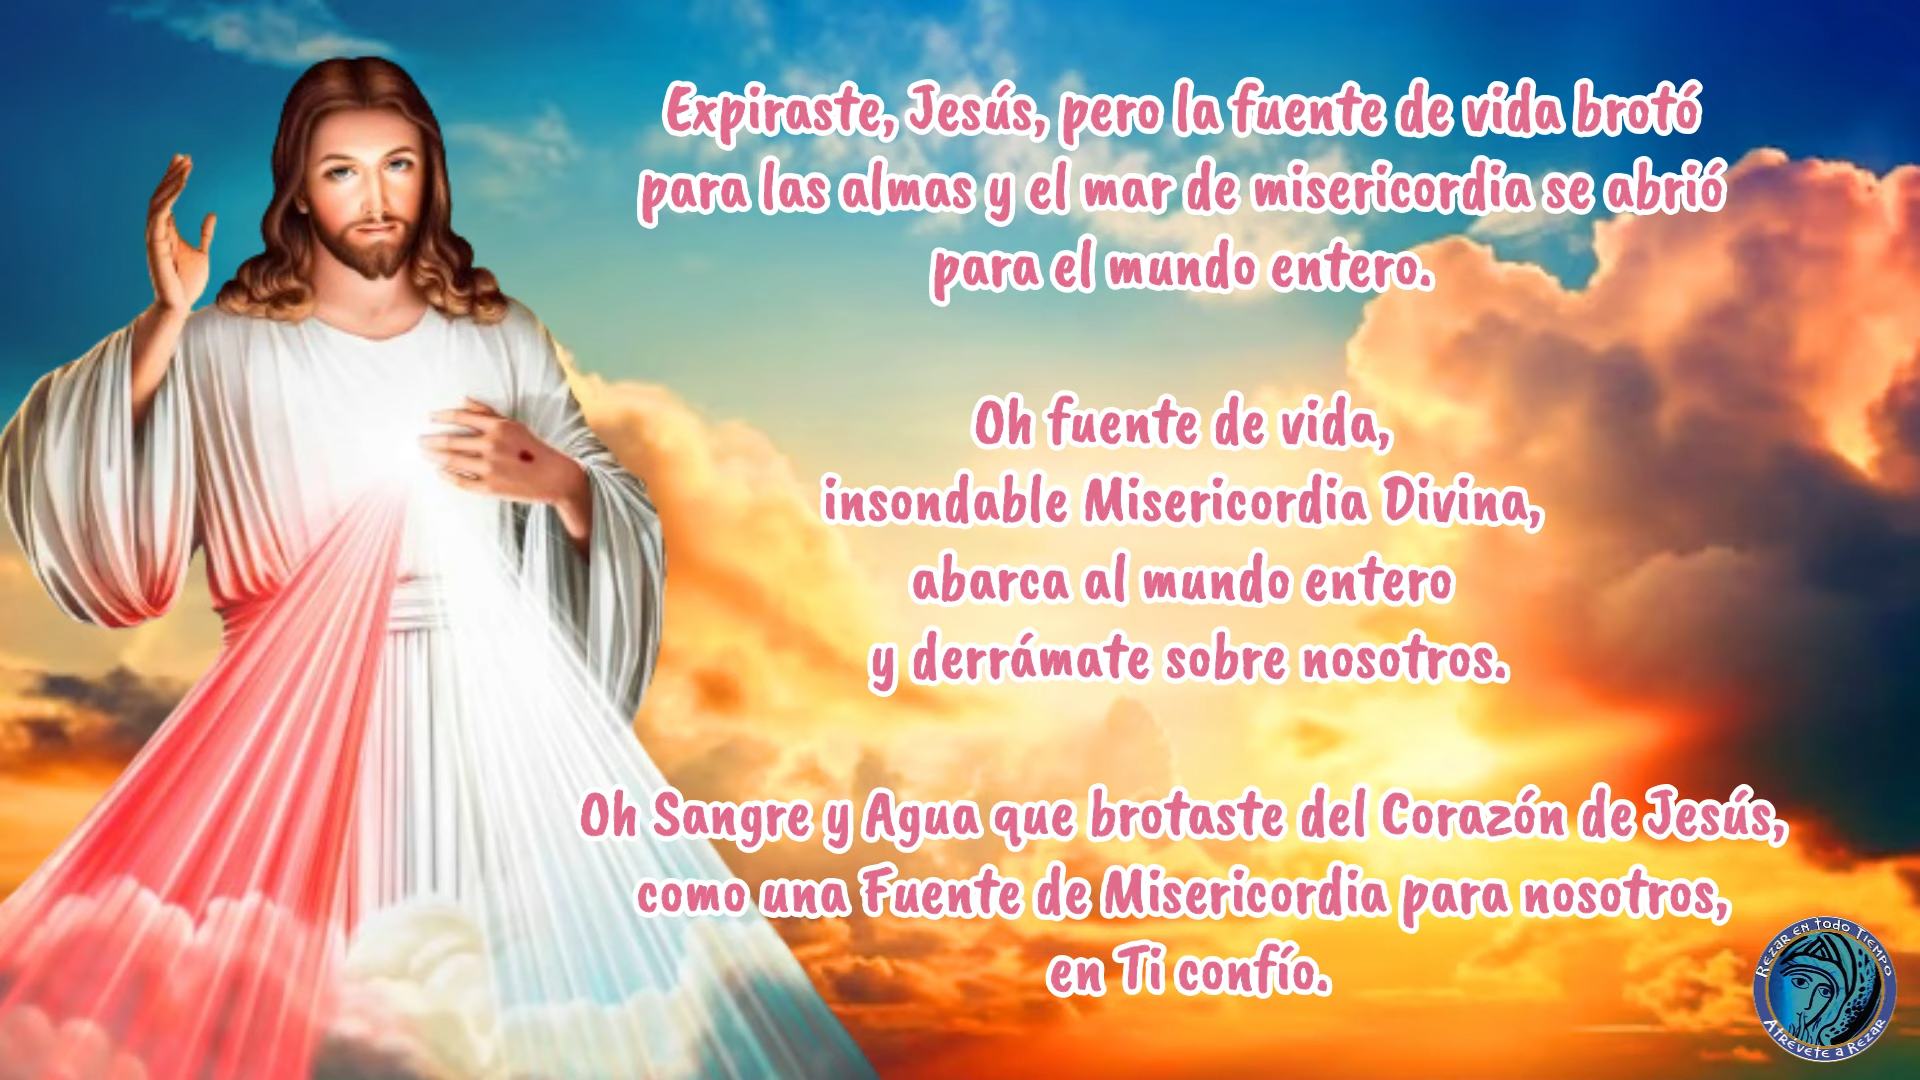 Expiraste, Jesús, pero la fuente de vida brotó
para las almas y el mar de misericordia se abrió
para el mundo entero.
Oh fuente de vida,
insondable Misericordia Divina,
abarca al mundo entero
y derrámate sobre nosotros.
Oh Sangre y Agua que brotaste del Corazón de Jesús,
como una Fuente de Misericordia para nosotros,
en Ti confío.
Rezar en todo Tiempo
Atrévete a Rezar